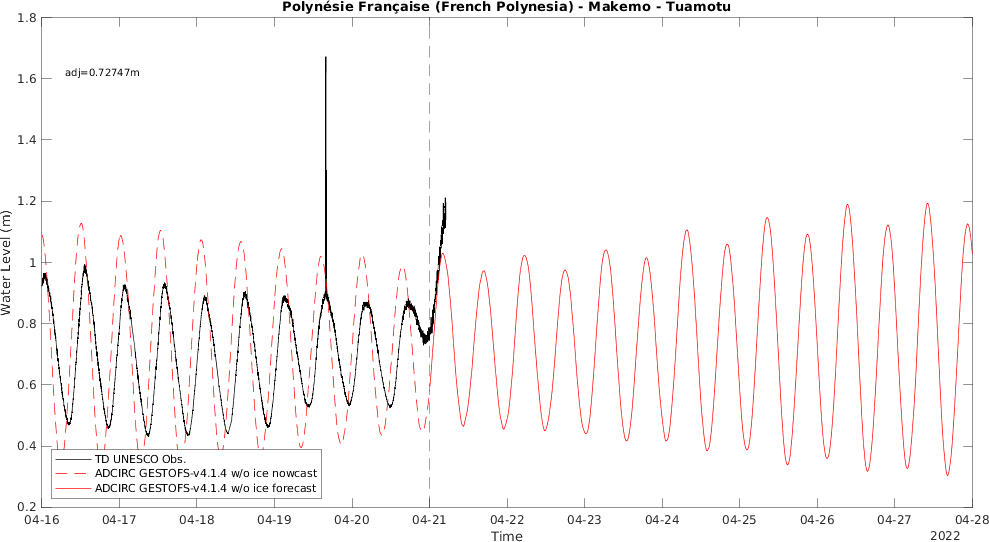 Polynésie Française (French Polynesia) - Makemo - Tuamotu
1.8
1.6
1.4
1.2
1
0.8
0.6
0.4
0.2
Water Level (m)
adj=0.72747m
TD UNESCO Obs.
ADCIRC GESTOFS-v4.1.4 w/o ice nowcast
ADCIRC GESTOFS-v4.1.4 w/o ice forecast
04-16 04-17 04-18 04-19 04-20 04-21 04-22 04-23 04-24 04-25 04-26 04-27 04-28
Time
2022